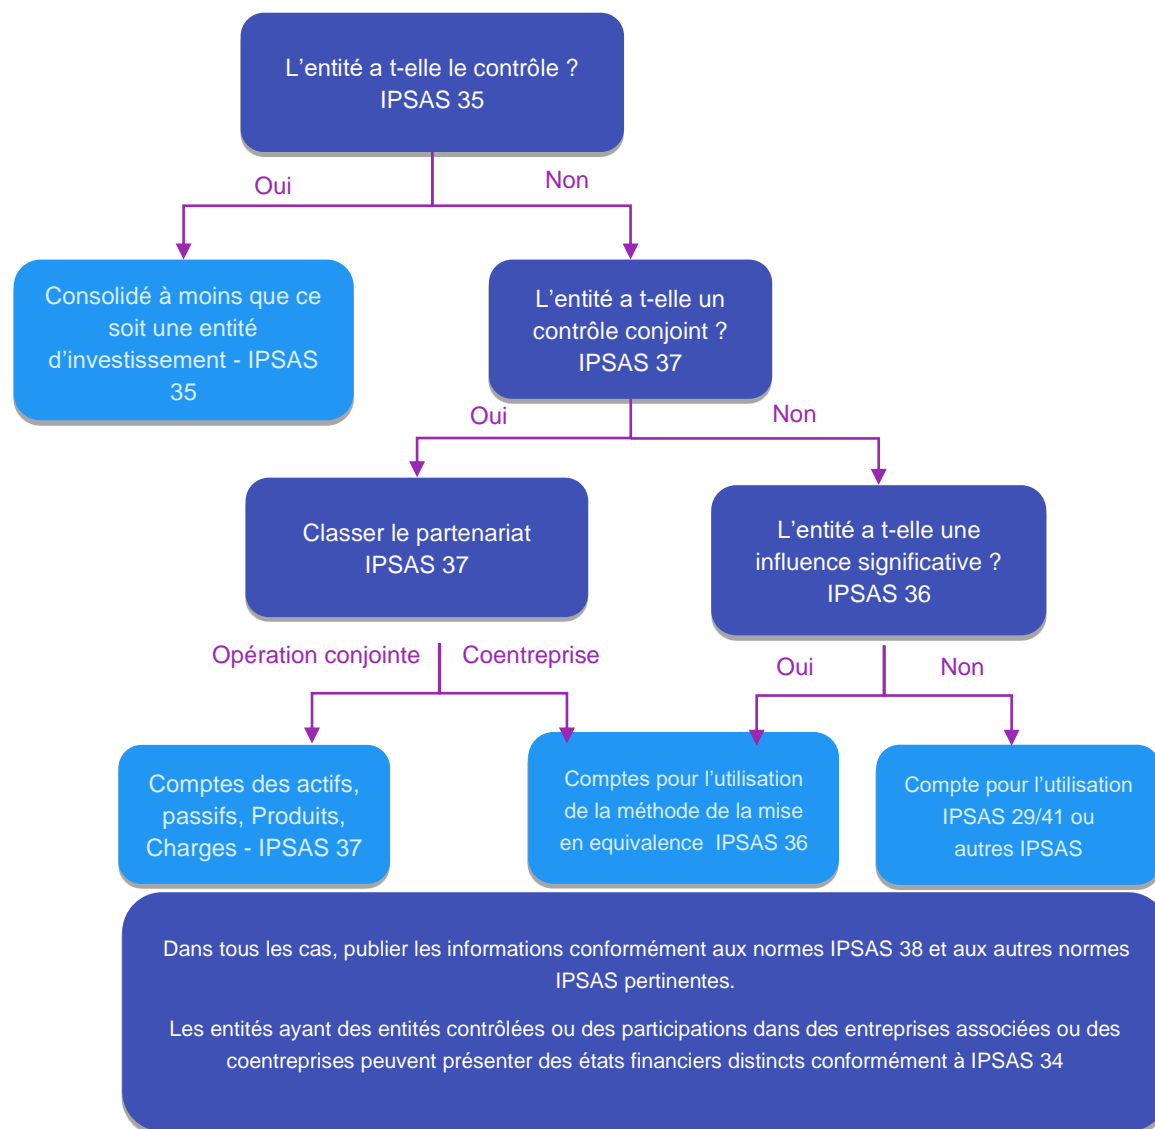 L'entité a t-elle le contrôle ?
IPSAS 35
Oui
Non
Consolidé à moins que ce
soit une entité
d'investissement - IPSAS
35
L'entité a t-elle un
contrôle conjoint ?
IPSAS 37
Oui
Non
Classer le partenariat
IPSAS 37
L'entité a t-elle une
influence significative ?
IPSAS 36
Opération conjointe
Coentreprise
Oui
Non
Comptes des actifs,
passifs, Produits,
Charges - IPSAS 37
Comptes pour l'utilisation
de la méthode de la mise
en equivalence IPSAS 36
Compte pour l'utilisation
IPSAS 29/41 ou
autres IPSAS
Dans tous les cas, publier les informations conformément aux normes IPSAS 38 et aux autres normes
IPSAS pertinentes.
Les entités ayant des entités contrôlées ou des participations dans des entreprises associées ou des
coentreprises peuvent présenter des états financiers distincts conformément à IPSAS 34